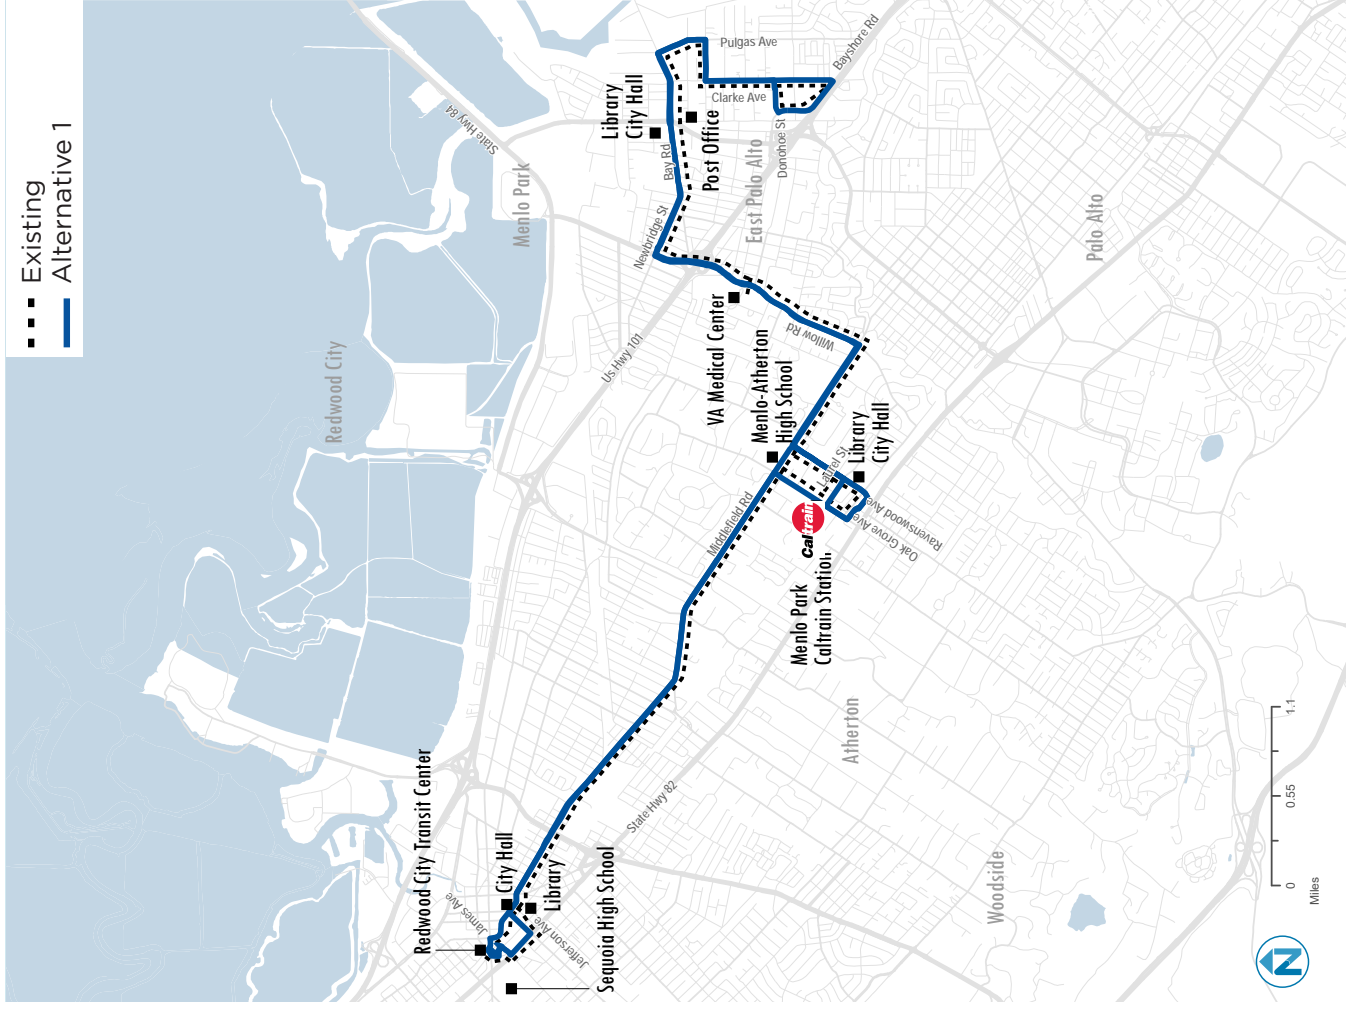 Existing
Alternative 1
Redwood City
Menlo Park
State Hwy 84
Library
City Hall
Pulgas Ave
Bayshore Rd
Clarke Ave
Post Office
Bay Rd
Donohoe St
East Palo Alto
Newbridge St
Palo Alto
Us Hwy 101
VA Medical Center
Willow Rd
Menlo-Atherton
High School
Library
City Hall
Laurel St
Middlefield Rd
Caltrain
Ravenswood Ave
Oak Grove Ave
Menlo Park
Caltrain Station
Atherton
State Hwy 82
Redwood City Transit Center
City Hall
Library
James Ave
Jefferson Ave
Sequoia High School
Woodside
0 0.55 1.1
Miles
N